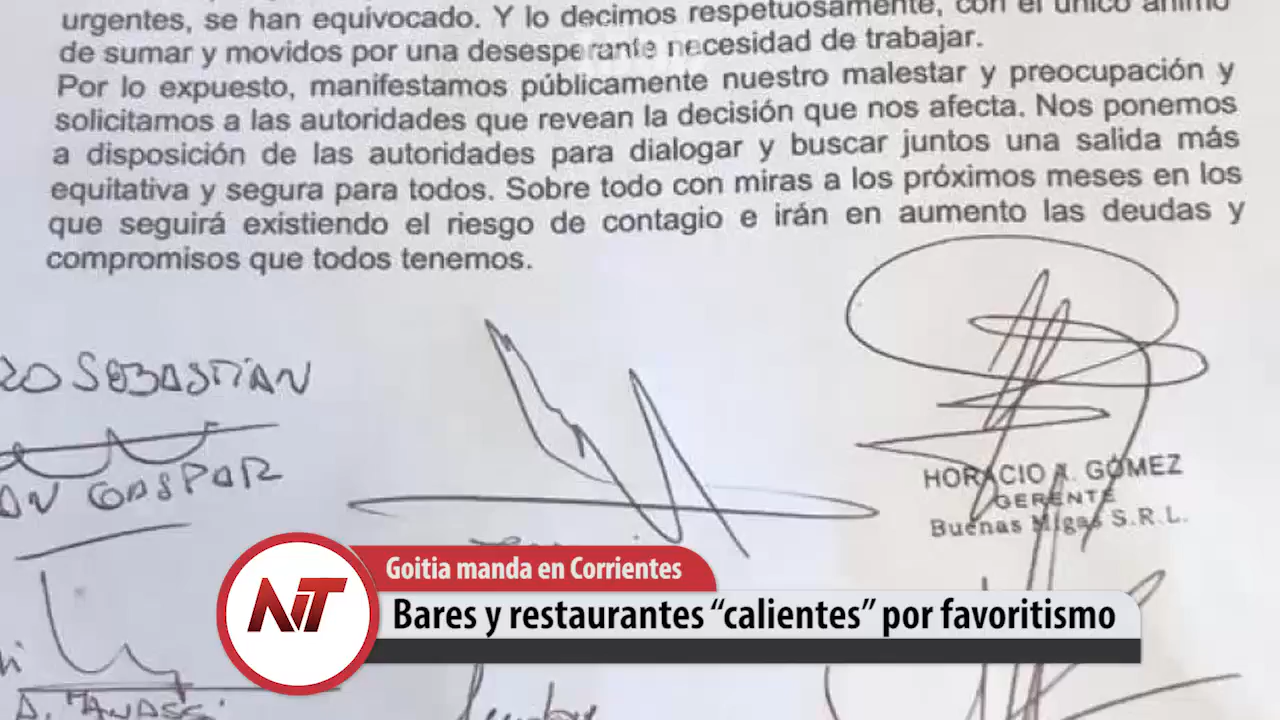 urgentes, se han equivocado. Y lo decimos respetuosamente, con el único ánimo
de sumar y movidos por una desesperante necesidad de trabajar.
Por lo expuesto, manifestamos públicamente nuestro malestar y preocupación y
solicitamos a las autoridades que revean la decisión que nos afecta. Nos ponemos
a disposición de las autoridades para dialogar y buscar juntos una salida más
equitativa y segura para todos. Sobre todo con miras a los próximos meses en los
que seguirá existiendo el riesgo de contagio e irán en aumento las deudas y
compromisos que todos tenemos.
SEBASTIAN
GASPAR
HORACIO A. GÓMEZ
GERENTE
Buenas Migas S.R.L.
NT
Goitia manda en Corrientes
Bares y restaurantes “calientes” por favoritismo